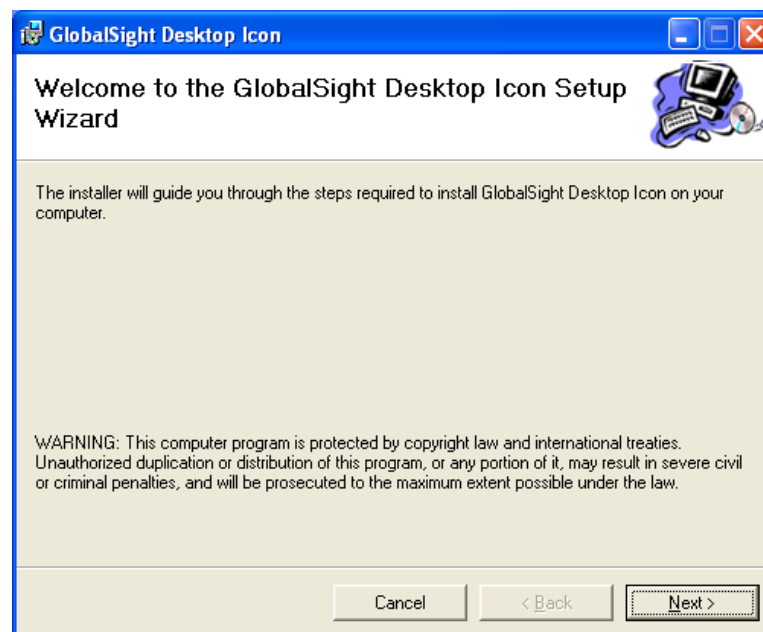 GlobalSight Desktop Icon
Welcome to the GlobalSight Desktop Icon Setup
Wizard
The installer will guide you through the steps required to install GlobalSight Desktop Icon on your
computer.
WARNING: This computer program is protected by copyright law and international treaties.
Unauthorized duplication or distribution of this program, or any portion of it, may result in severe civil
or criminal penalties, and will be prosecuted to the maximum extent possible under the law.
Cancel < Back Next >